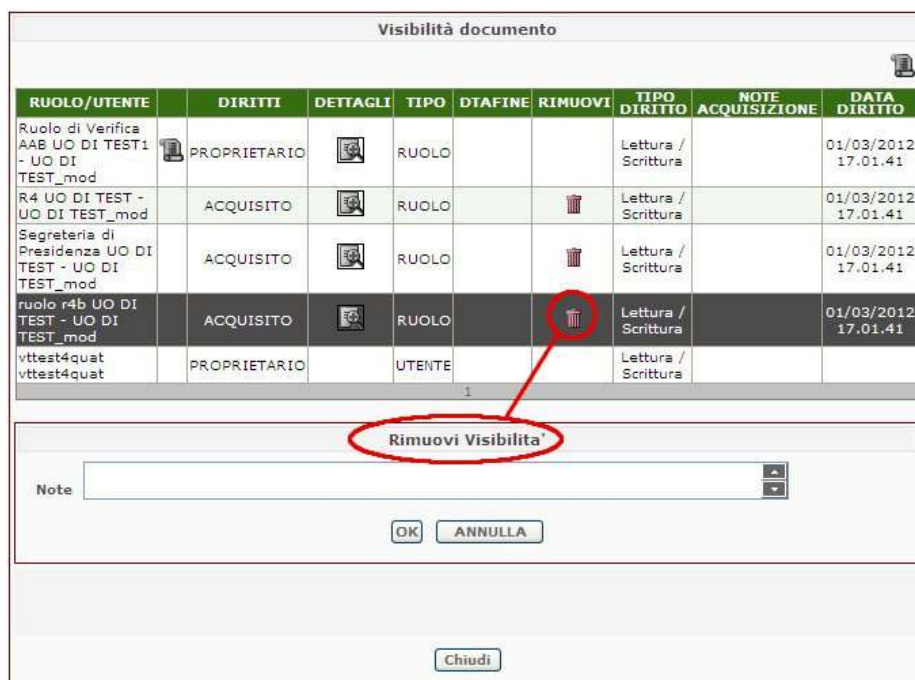 Visibilità documento
RUOLO/UTENTE DIRITTI DETTAGLI TIPO DTAFINE RIMUOVI TIPO DIRITTO NOTE ACQUISIZIONE DATA DIRITTO
Ruolo di Verifica
AAB UO DI TEST1
- UO DI
TEST_mod
PROPRIETARIO RUOLO Lettura /
Scrittura
01/03/2012
17.01.41
R4 UO DI TEST -
UO DI TEST_mod
ACQUISITO RUOLO Lettura /
Scrittura
01/03/2012
17.01.41
Segreteria di
Presidenza UO DI
TEST - UO DI
TEST_mod
ACQUISITO RUOLO Lettura /
Scrittura
01/03/2012
17.01.41
ruolo r4b UO DI
TEST - UO DI
TEST_mod
ACQUISITO RUOLO Lettura /
Scrittura
01/03/2012
17.01.41
vttest4quat
vttest4quat
PROPRIETARIO UTENTE Lettura /
Scrittura
1
Rimuovi Visibilita'
Note
OK ANNULLA
Chiudi